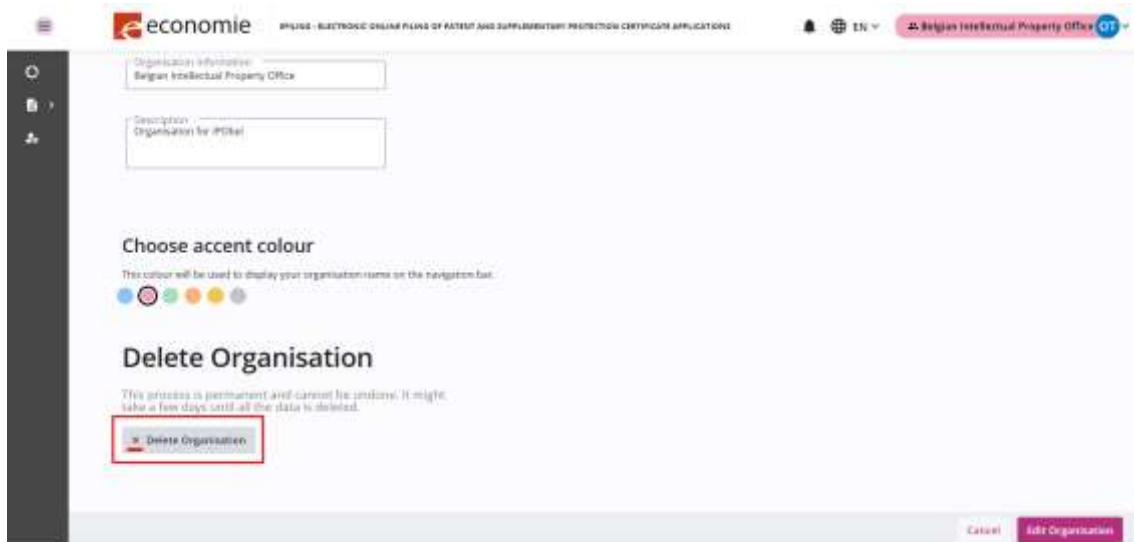 economie
EPILING - ELECTRONIC ONLINE FILING OF PATENT AND SUPPLEMENTARY PROTECTION CERTIFICATE APPLICATIONS
EN
Belgian Intellectual Property Office
OT
Organisation information
Belgian Intellectual Property Office
Description
Organisation for
Choose accent colour
This colour will be used to display your organisation name on the navigation bar.
Delete Organisation
This process is permanent and cannot be undone. It might
take a few days until all the data is deleted.
Delete Organisation
Cancel
Edit Organisation